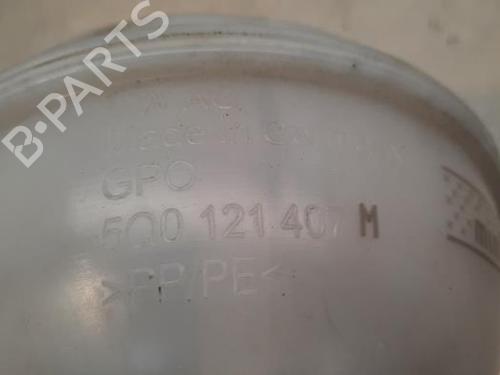 B-PARTS
Made in Germany
GPO
5Q0 121 407 M
>PP/PE<